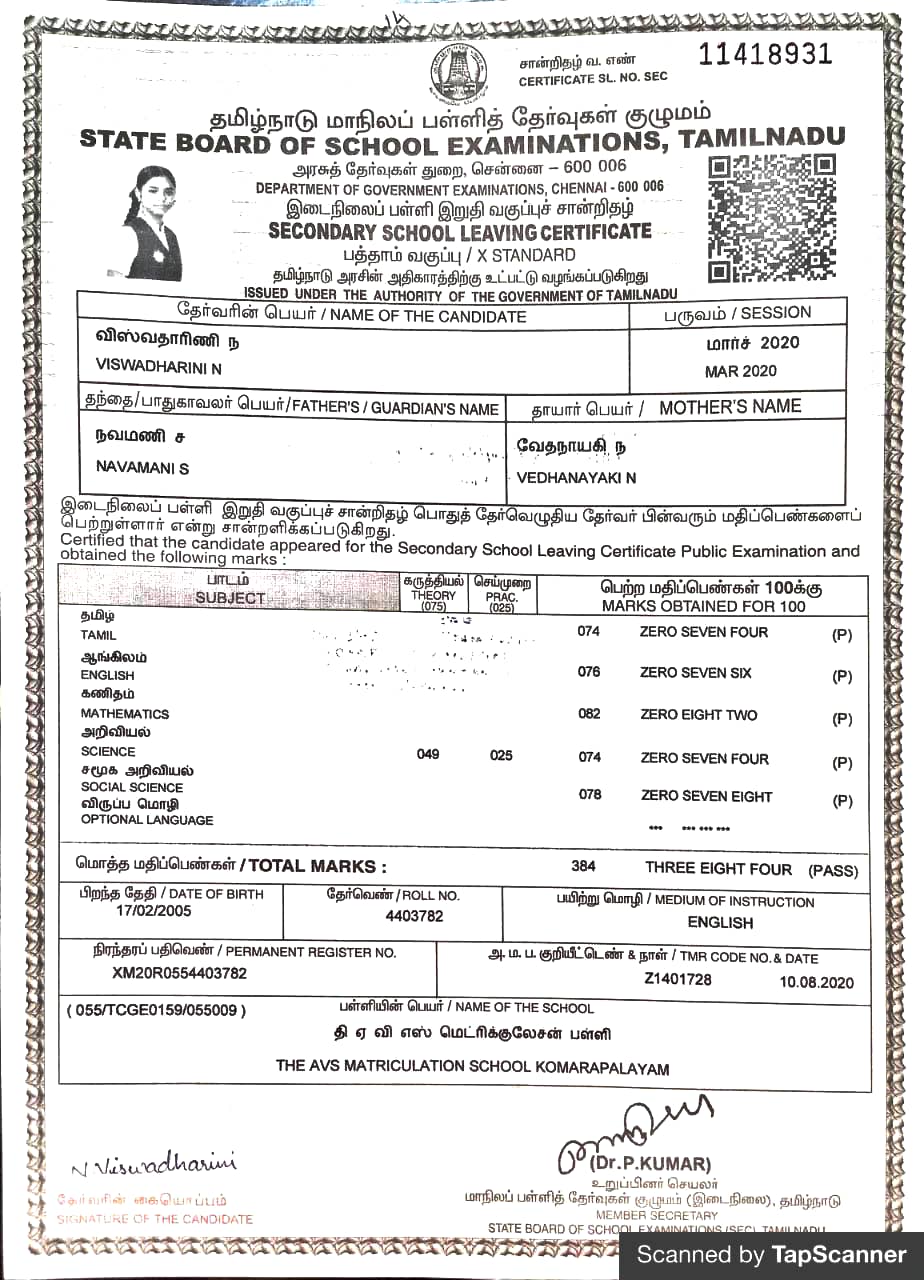 சான்றிதழ் வ. எண்
CERTIFICATE SL. NO. SEC
11418931
தமிழ்நாடு மாநிலப் பள்ளித் தேர்வுகள் குழுமம்
STATE BOARD OF SCHOOL EXAMINATIONS, TAMILNADU
அரசுத் தேர்வுகள் துறை, சென்னை – 600 006
DEPARTMENT OF GOVERNMENT EXAMINATIONS, CHENNAI - 600 006
இடைநிலைப் பள்ளி இறுதி வகுப்புச் சான்றிதழ்
SECONDARY SCHOOL LEAVING CERTIFICATE
பத்தாம் வகுப்பு / X STANDARD
தமிழ்நாடு அரசின் அதிகாரத்திற்கு உட்பட்டு வழங்கப்படுகிறது
ISSUED UNDER THE AUTHORITY OF THE GOVERNMENT OF TAMILNADU
தேர்வரின் பெயர் / NAME OF THE CANDIDATE
பருவம் / SESSION
விஸ்வதாரிணி ந
மார்ச் 2020
VISWADHARINI N
MAR 2020
தந்தை/பாதுகாவலர் பெயர்/FATHER'S / GUARDIAN'S NAME
தாயார் பெயர் / MOTHER'S NAME
நவமணி ச
வேதநாயகி ந
NAVAMANI S
VEDHANAYAKI N
இடைநிலைப் பள்ளி இறுதி வகுப்புச் சான்றிதழ் பொதுத் தேர்வெழுதிய தேர்வர் பின்வரும் மதிப்பெண்களைப்
பெற்றுள்ளார் என்று சான்றளிக்கப்படுகிறது.
Certified that the candidate appeared for the Secondary School Leaving Certificate Public Examination and
obtained the following marks :
பாடம் கருத்தியல் செய்முறை பெற்ற மதிப்பெண்கள் 100க்கு
SUBJECT THEORY PRAC. MARKS OBTAINED FOR 100
(075) (025)
தமிழ்
TAMIL 074 ZERO SEVEN FOUR (P)
ஆங்கிலம்
ENGLISH 076 ZERO SEVEN SIX (P)
கணிதம்
MATHEMATICS 082 ZERO EIGHT TWO (P)
அறிவியல்
SCIENCE 049 025 074 ZERO SEVEN FOUR (P)
சமூக அறிவியல்
SOCIAL SCIENCE 078 ZERO SEVEN EIGHT (P)
விருப்ப மொழி
OPTIONAL LANGUAGE *** *** *** ***
மொத்த மதிப்பெண்கள் / TOTAL MARKS : 384 THREE EIGHT FOUR (PASS)
பிறந்த தேதி / DATE OF BIRTH
தேர்வெண் / ROLL NO.
பயிற்று மொழி / MEDIUM OF INSTRUCTION
17/02/2005
4403782
ENGLISH
நிரந்தரப் பதிவெண் / PERMANENT REGISTER NO.
அ. ம. ப. குறியீட்டெண் & நாள் / TMR CODE NO. & DATE
XM20R0554403782
Z1401728 10.08.2020
( 055/TCGE0159/055009 )
பள்ளியின் பெயர் / NAME OF THE SCHOOL
தி ஏ வி எஸ் மெட்ரிக்குலேசன் பள்ளி
THE AVS MATRICULATION SCHOOL KOMARAPALAYAM
N Viswadharini
தேர்வரின் கையொப்பம்
SIGNATURE OF THE CANDIDATE
(Dr.P.KUMAR)
உறுப்பினர் செயலர்
மாநிலப் பள்ளித் தேர்வுகள் குழுமம் (இடைநிலை), தமிழ்நாடு
MEMBER SECRETARY
STATE BOARD OF SCHOOL EXAMINATIONS (SEC), TAMILNADU
Scanned by TapScanner